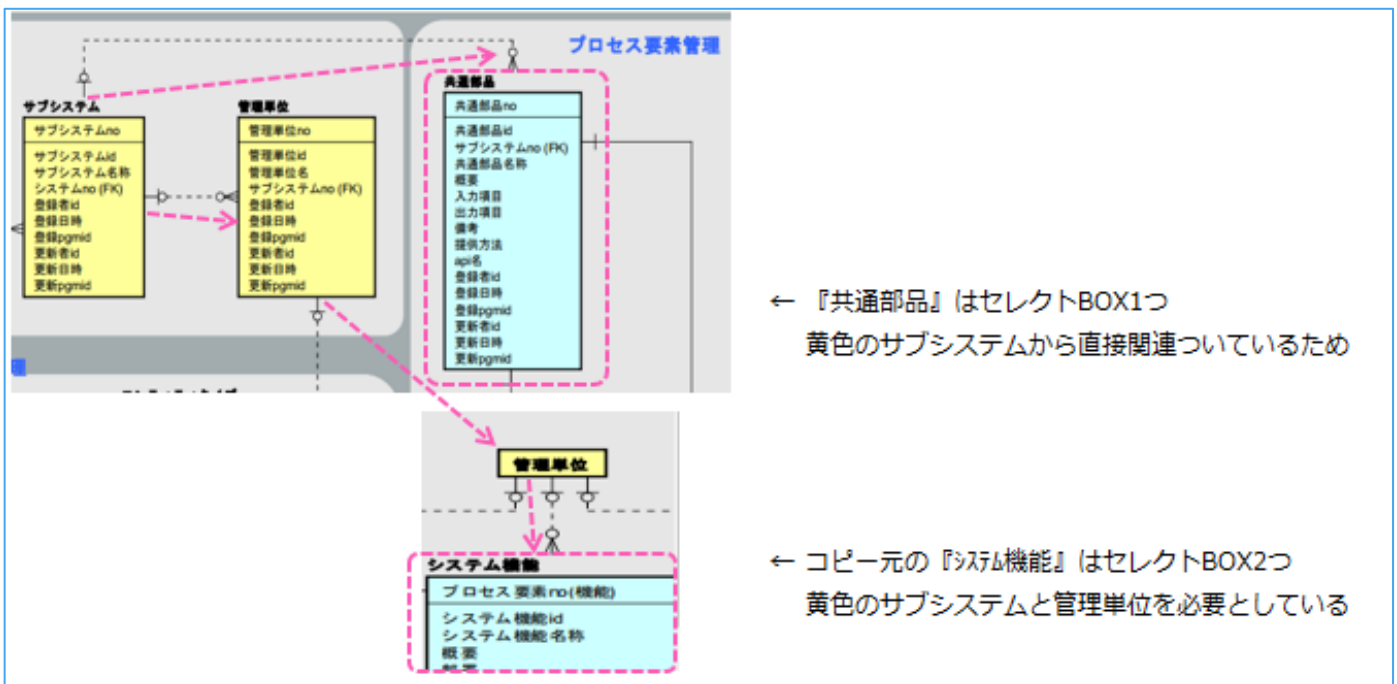 プロセス要素管理
サブシステム
サブシステムno
サブシステムid
サブシステム名称
システムno (FK)
登録者id
登録日時
登録pgmid
更新者id
更新日時
更新pgmid
管理単位
管理単位no
管理単位id
管理単位名
サブシステムno (FK)
登録者id
登録日時
登録pgmid
更新者id
更新日時
更新pgmid
共通部品
共通部品no
共通部品id
サブシステムno (FK)
共通部品名称
概要
入力項目
出力項目
備考
提供方法
api名
登録者id
登録日時
登録pgmid
更新者id
更新日時
更新pgmid
理
← 『共通部品』はセレクトBOX1つ
黄色のサブシステムから直接関連ついているため
管理単位
システム機能
プロセス要素no(機能)
システム機能id
システム機能名称
概要
← コピー元の『ｼｽﾃﾑ機能』はセレクトBOX2つ
黄色のサブシステムと管理単位を必要としている